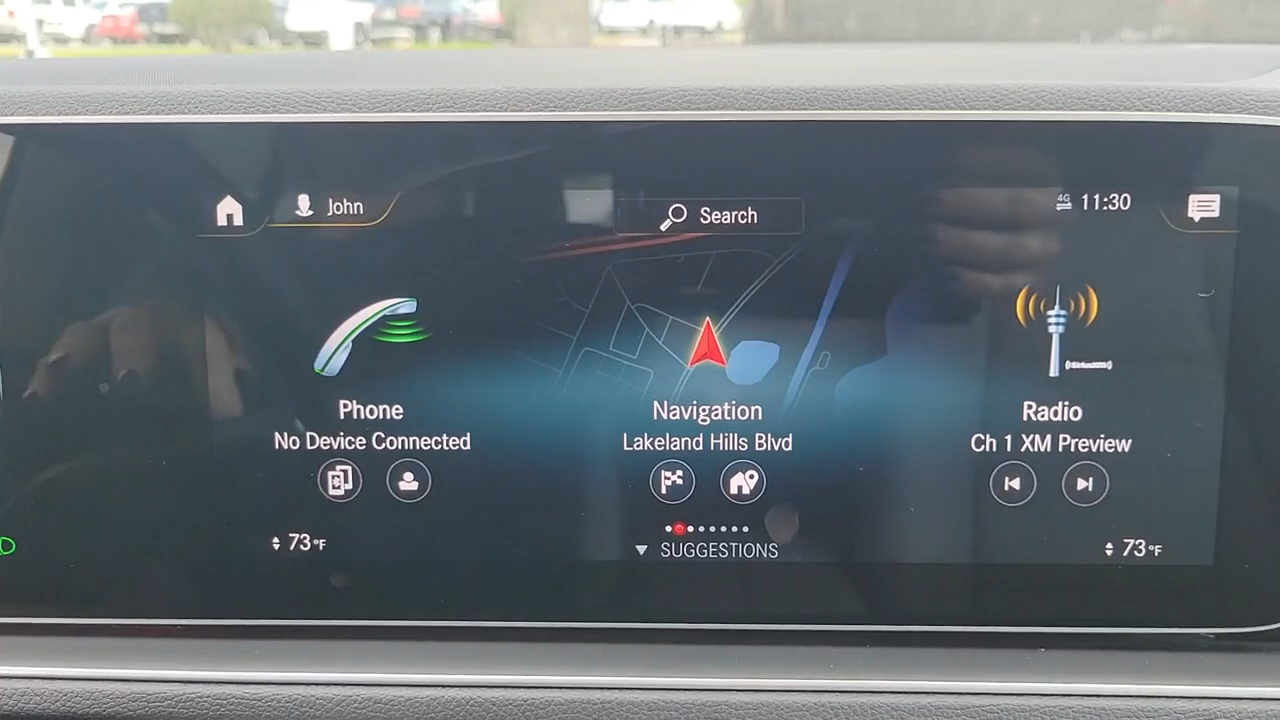 John
Search
4G 11:30
Phone
No Device Connected
Navigation
Lakeland Hills Blvd
Radio
Ch 1 XM Preview
73°F
SUGGESTIONS
73°F